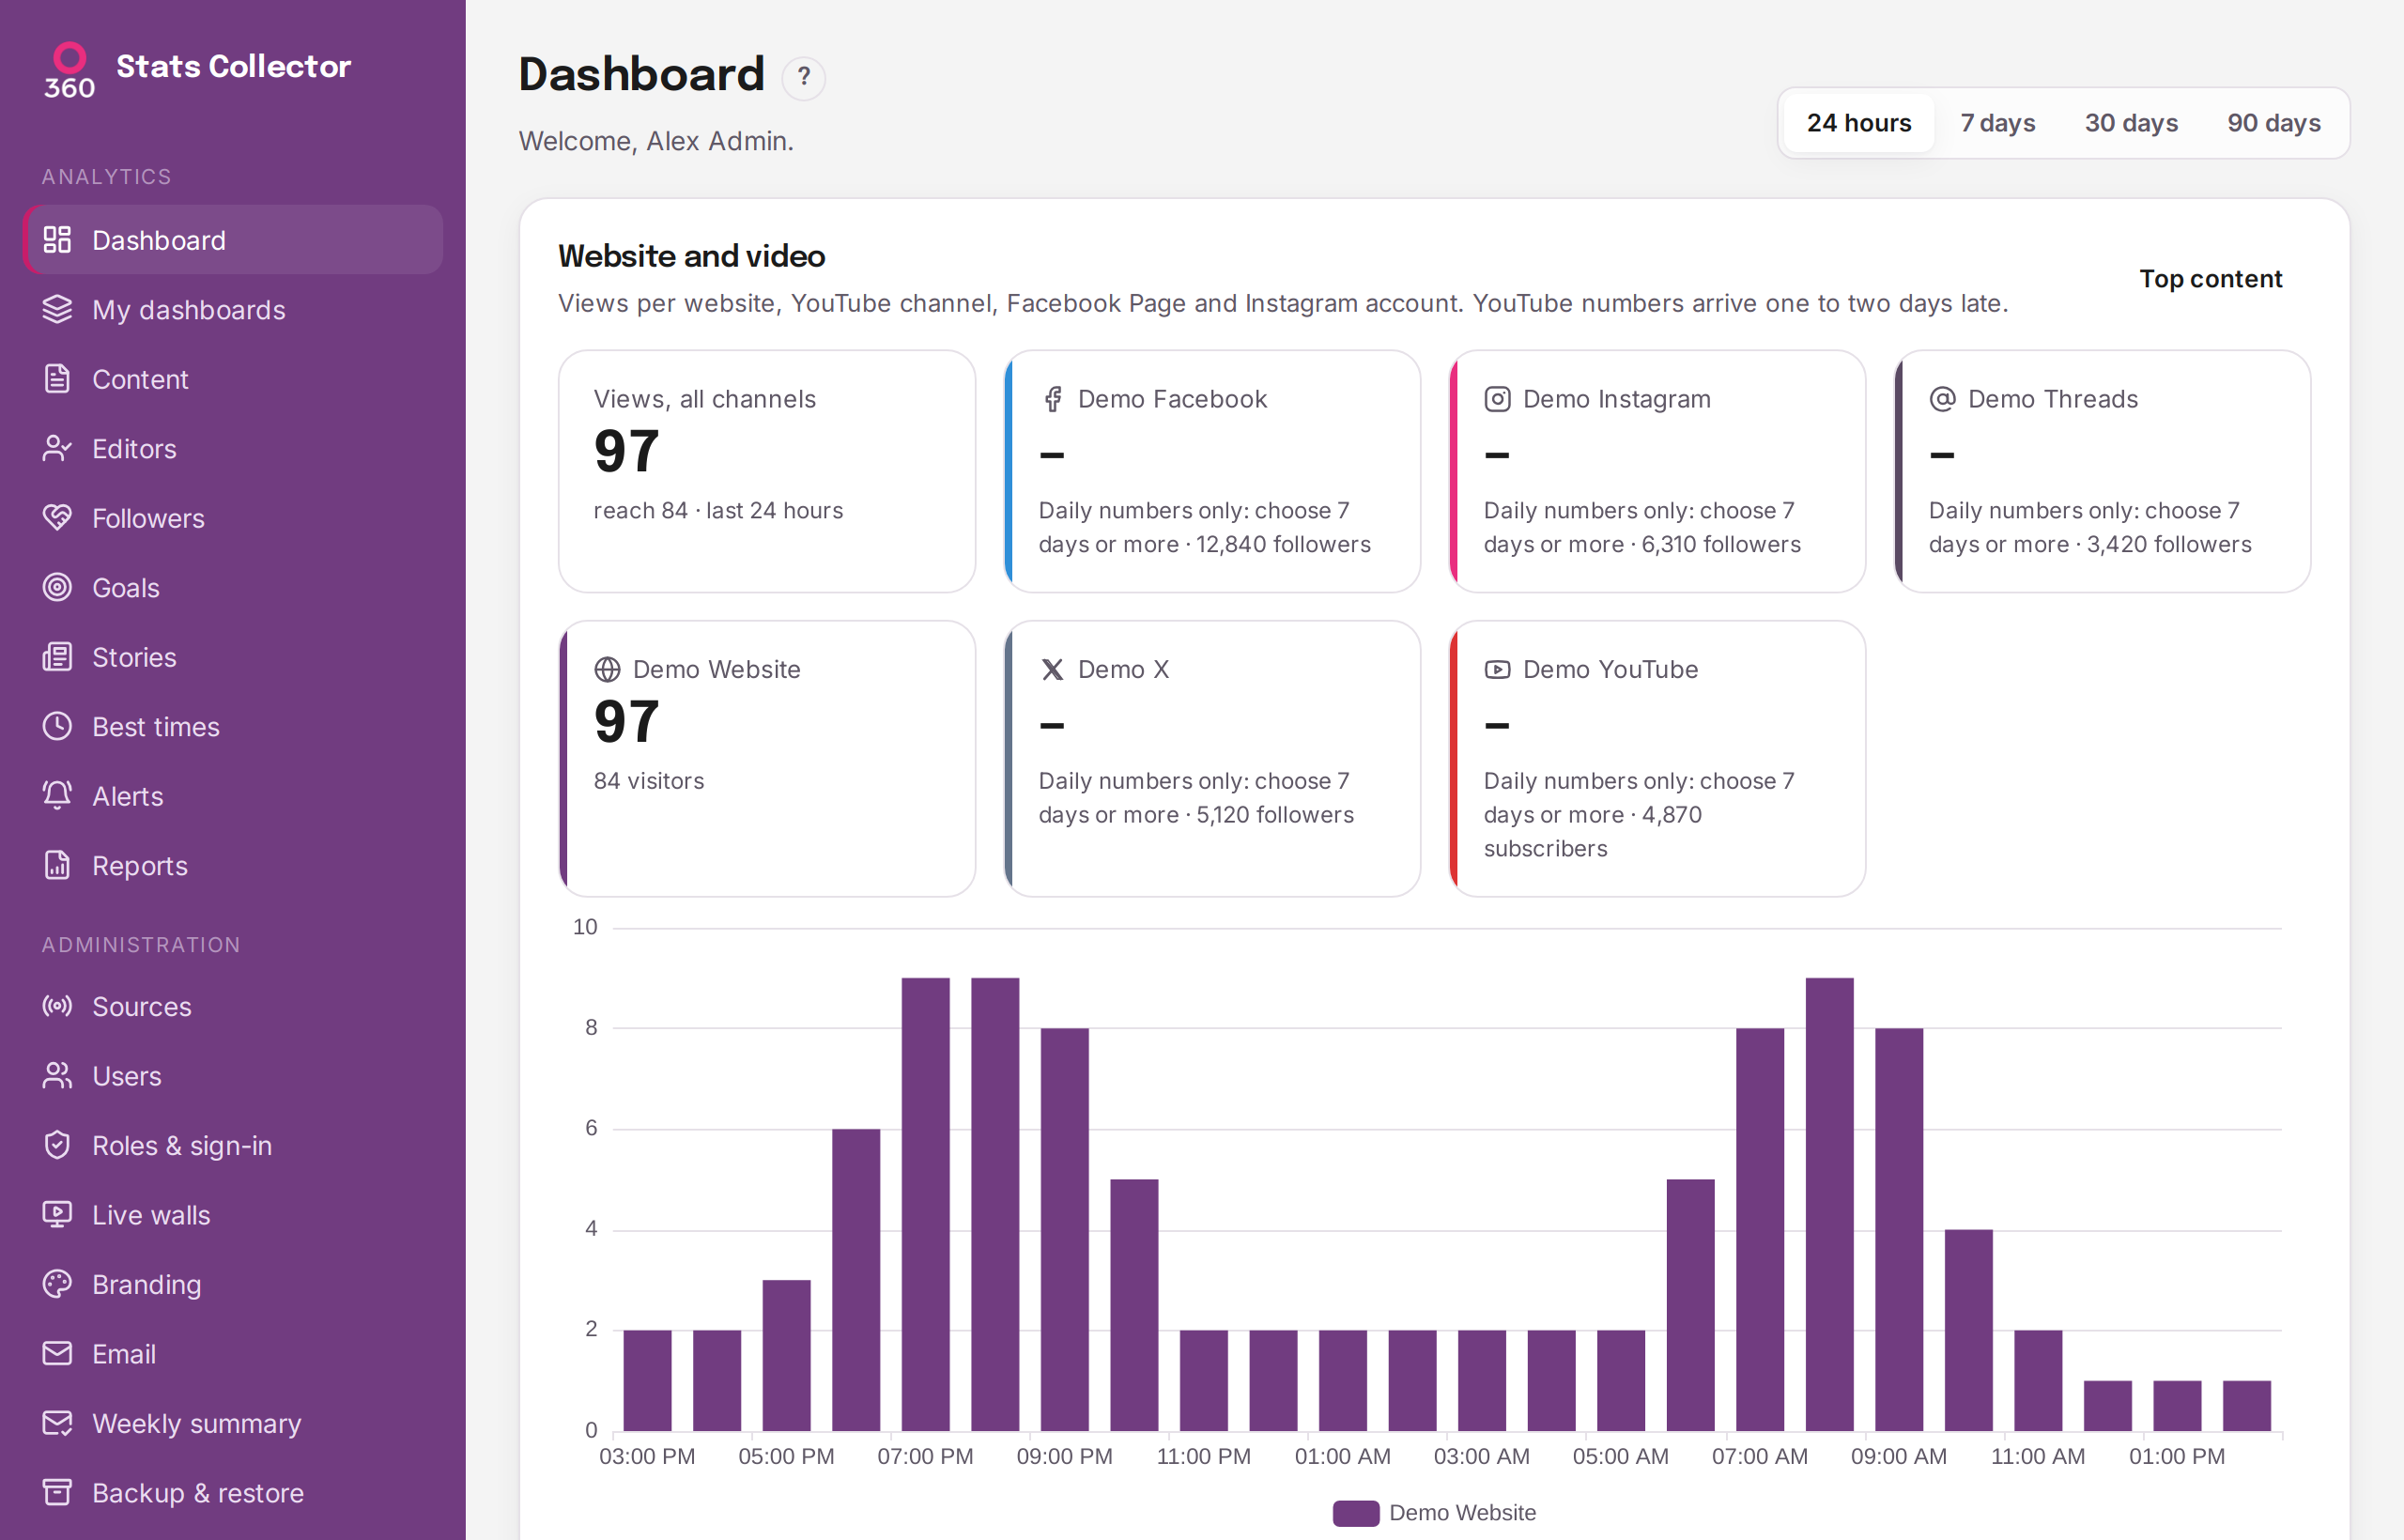 360
Stats Collector
ANALYTICS
Dashboard
My dashboards
Content
Editors
Followers
Goals
Stories
Best times
Alerts
Reports
ADMINISTRATION
Sources
Users
Roles & sign-in
Live walls
Branding
Email
Weekly summary
Backup & restore
Dashboard ?
Welcome, Alex Admin.
24 hours 7 days 30 days 90 days
Website and video
Views per website, YouTube channel, Facebook Page and Instagram account. YouTube numbers arrive one to two days late.
Top content
Views, all channels
97
reach 84 · last 24 hours
Demo Facebook
–
Daily numbers only: choose 7
days or more · 12,840 followers
Demo Instagram
–
Daily numbers only: choose 7
days or more · 6,310 followers
Demo Threads
–
Daily numbers only: choose 7
days or more · 3,420 followers
Demo Website
97
84 visitors
Demo X
–
Daily numbers only: choose 7
days or more · 5,120 followers
Demo YouTube
–
Daily numbers only: choose 7
days or more · 4,870
subscribers
10
8
6
4
2
0
03:00 PM 05:00 PM 07:00 PM 09:00 PM 11:00 PM 01:00 AM 03:00 AM 05:00 AM 07:00 AM 09:00 AM 11:00 AM 01:00 PM
Demo Website